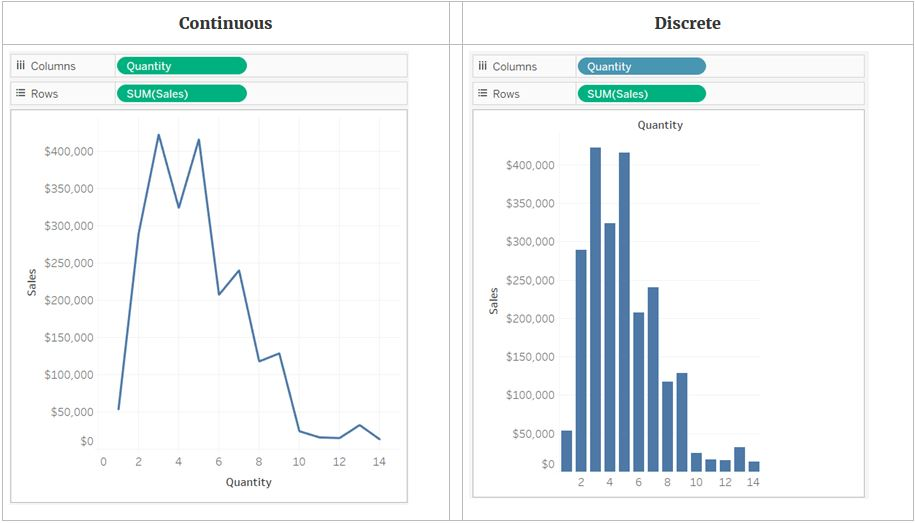 Continuous
Discrete
Columns
Quantity
Rows
SUM(Sales)
$400,000
$350,000
$300,000
$250,000
$200,000
$150,000
$100,000
$50,000
$0
Sales
0 2 4 6 8 10 12 14
Quantity
Columns
Quantity
Rows
SUM(Sales)
Quantity
$400,000
$350,000
$300,000
$250,000
$200,000
$150,000
$100,000
$50,000
$0
Sales
2 4 6 8 10 12 14